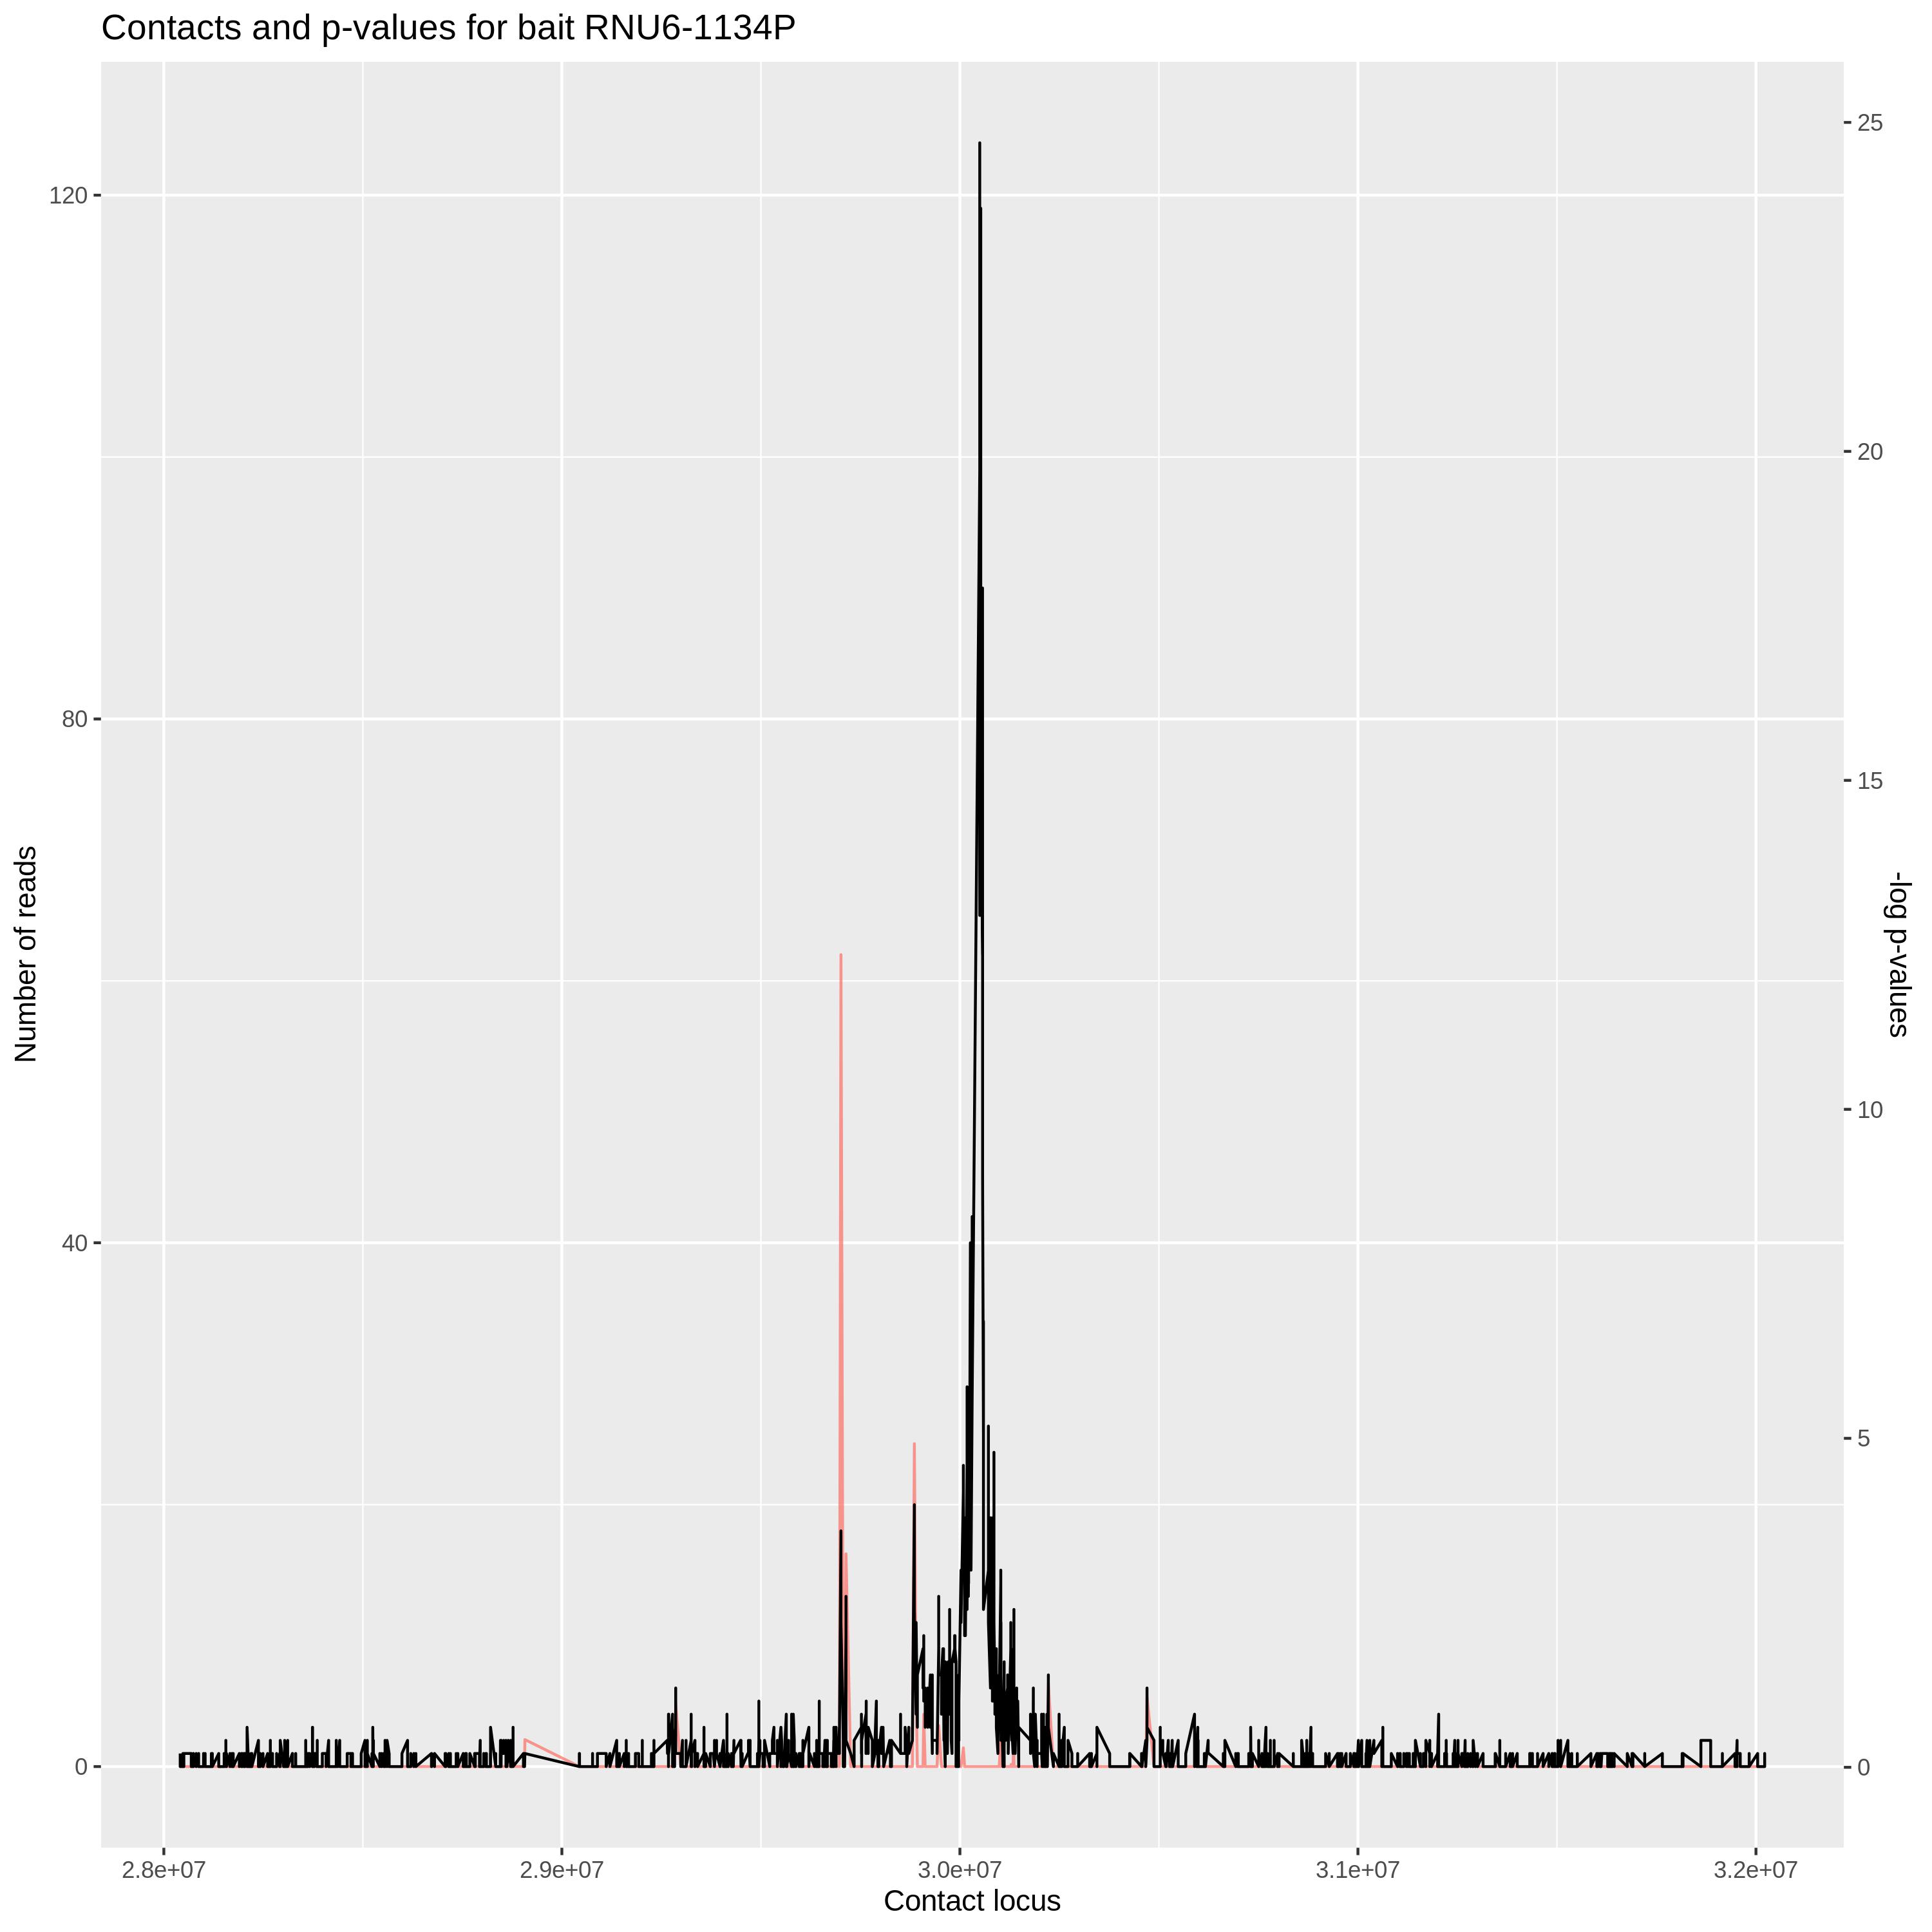 Contacts and p-values for bait RNU6-1134P
120
80
40
0
Number of reads
25
20
15
10
5
0
-log p-values
2.8e+07
2.9e+07
3.0e+07
3.1e+07
3.2e+07
Contact locus